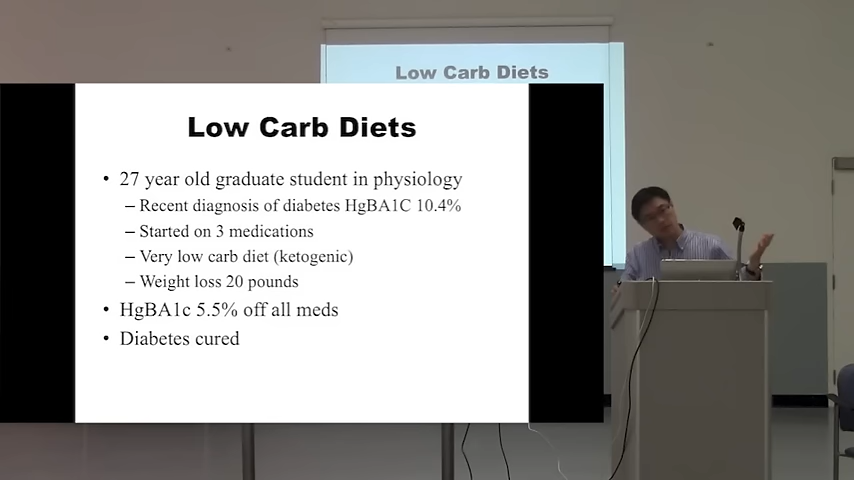 Low Carb Diets
Low Carb Diets
• 27 year old graduate student in physiology
– Recent diagnosis of diabetes HgBA1C 10.4%
– Started on 3 medications
– Very low carb diet (ketogenic)
– Weight loss 20 pounds
• HgBA1c 5.5% off all meds
• Diabetes cured